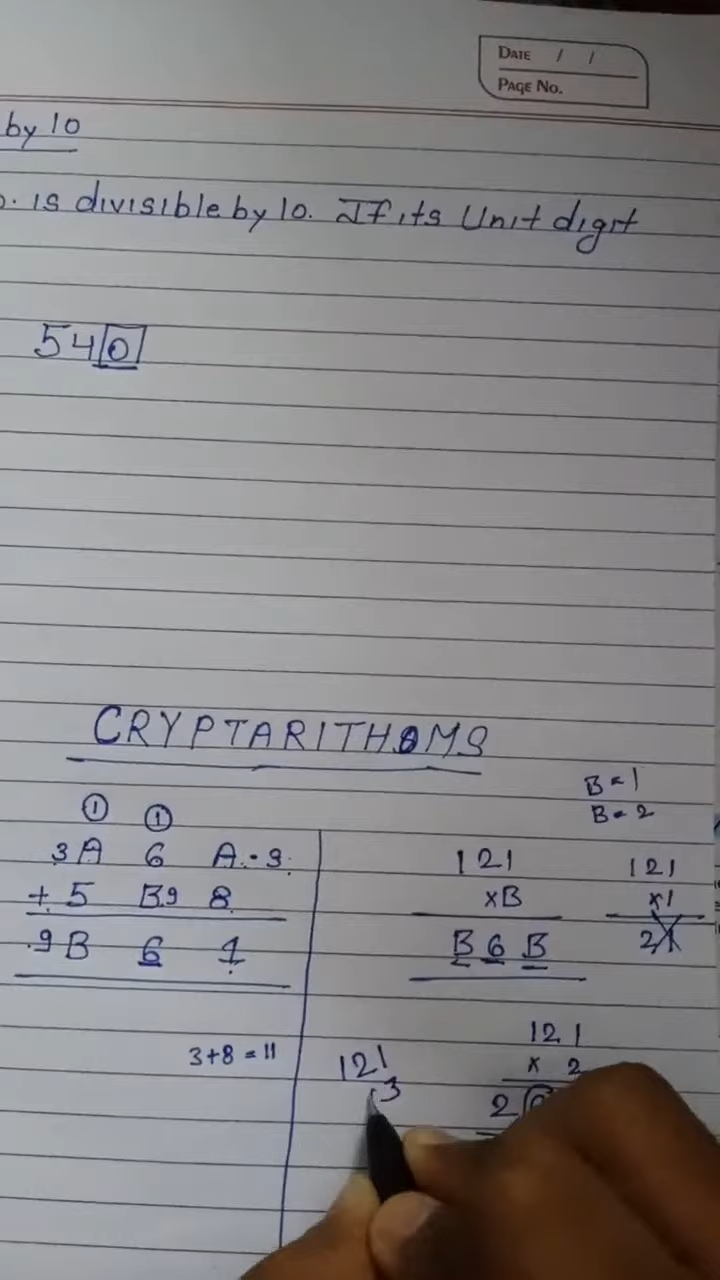 DATE / /
PAGE NO.
by 10
is divisible by 10. If its Unit digit
540
CRYPTARITHMS
B = 1
B = 2
1 1
3A 6 A - 3
+ 5 B9 8
9B 6 1
3+8 = 11
121
xB
B6B
121
x1
21
121
x 2
2
121
3